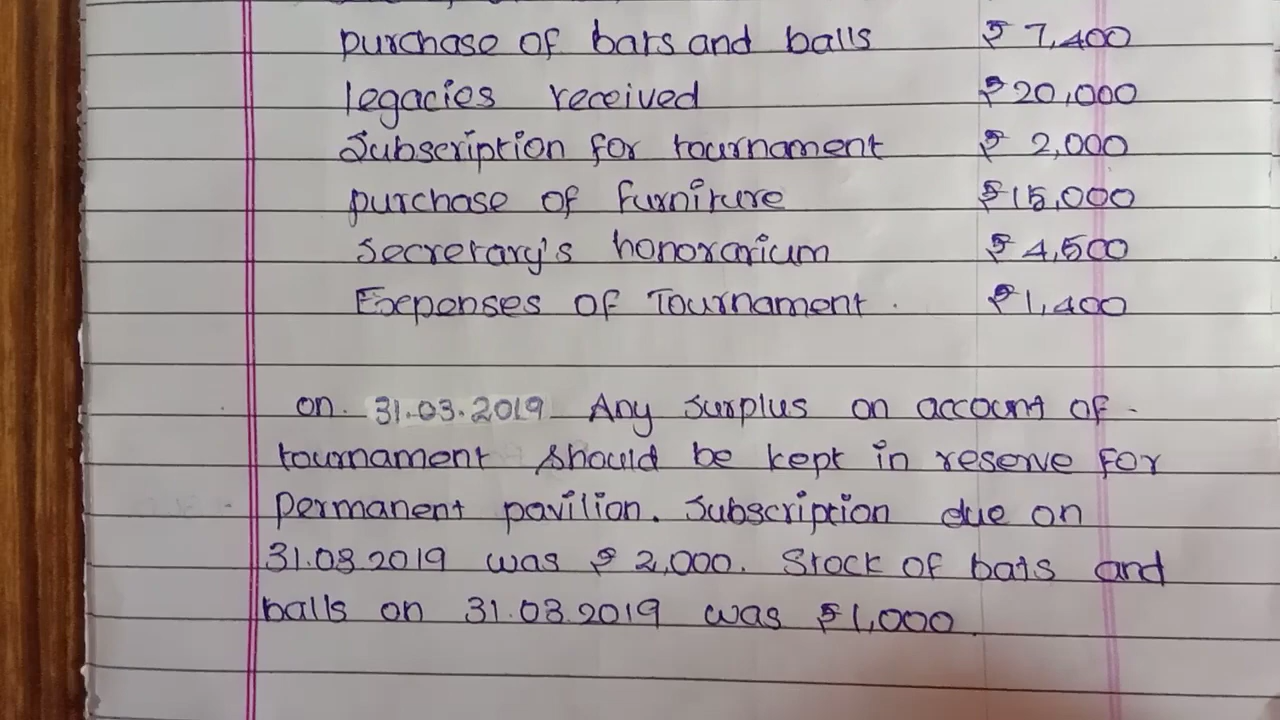 purchase of bats and balls ₹ 7,400
legacies received ₹ 20,000
Subscription for tournament ₹ 2,000
purchase of furniture ₹ 15,000
Secretary's honorarium ₹ 4,500
Expenses of Tournament. ₹ 1,400
on. 31.03.2019 Any surplus on account of
tournament should be kept in reserve for
permanent pavilion. Subscription due on
31.03.2019 was ₹ 2,000. Stock of bats and
balls on 31.03.2019 was ₹ 1,000